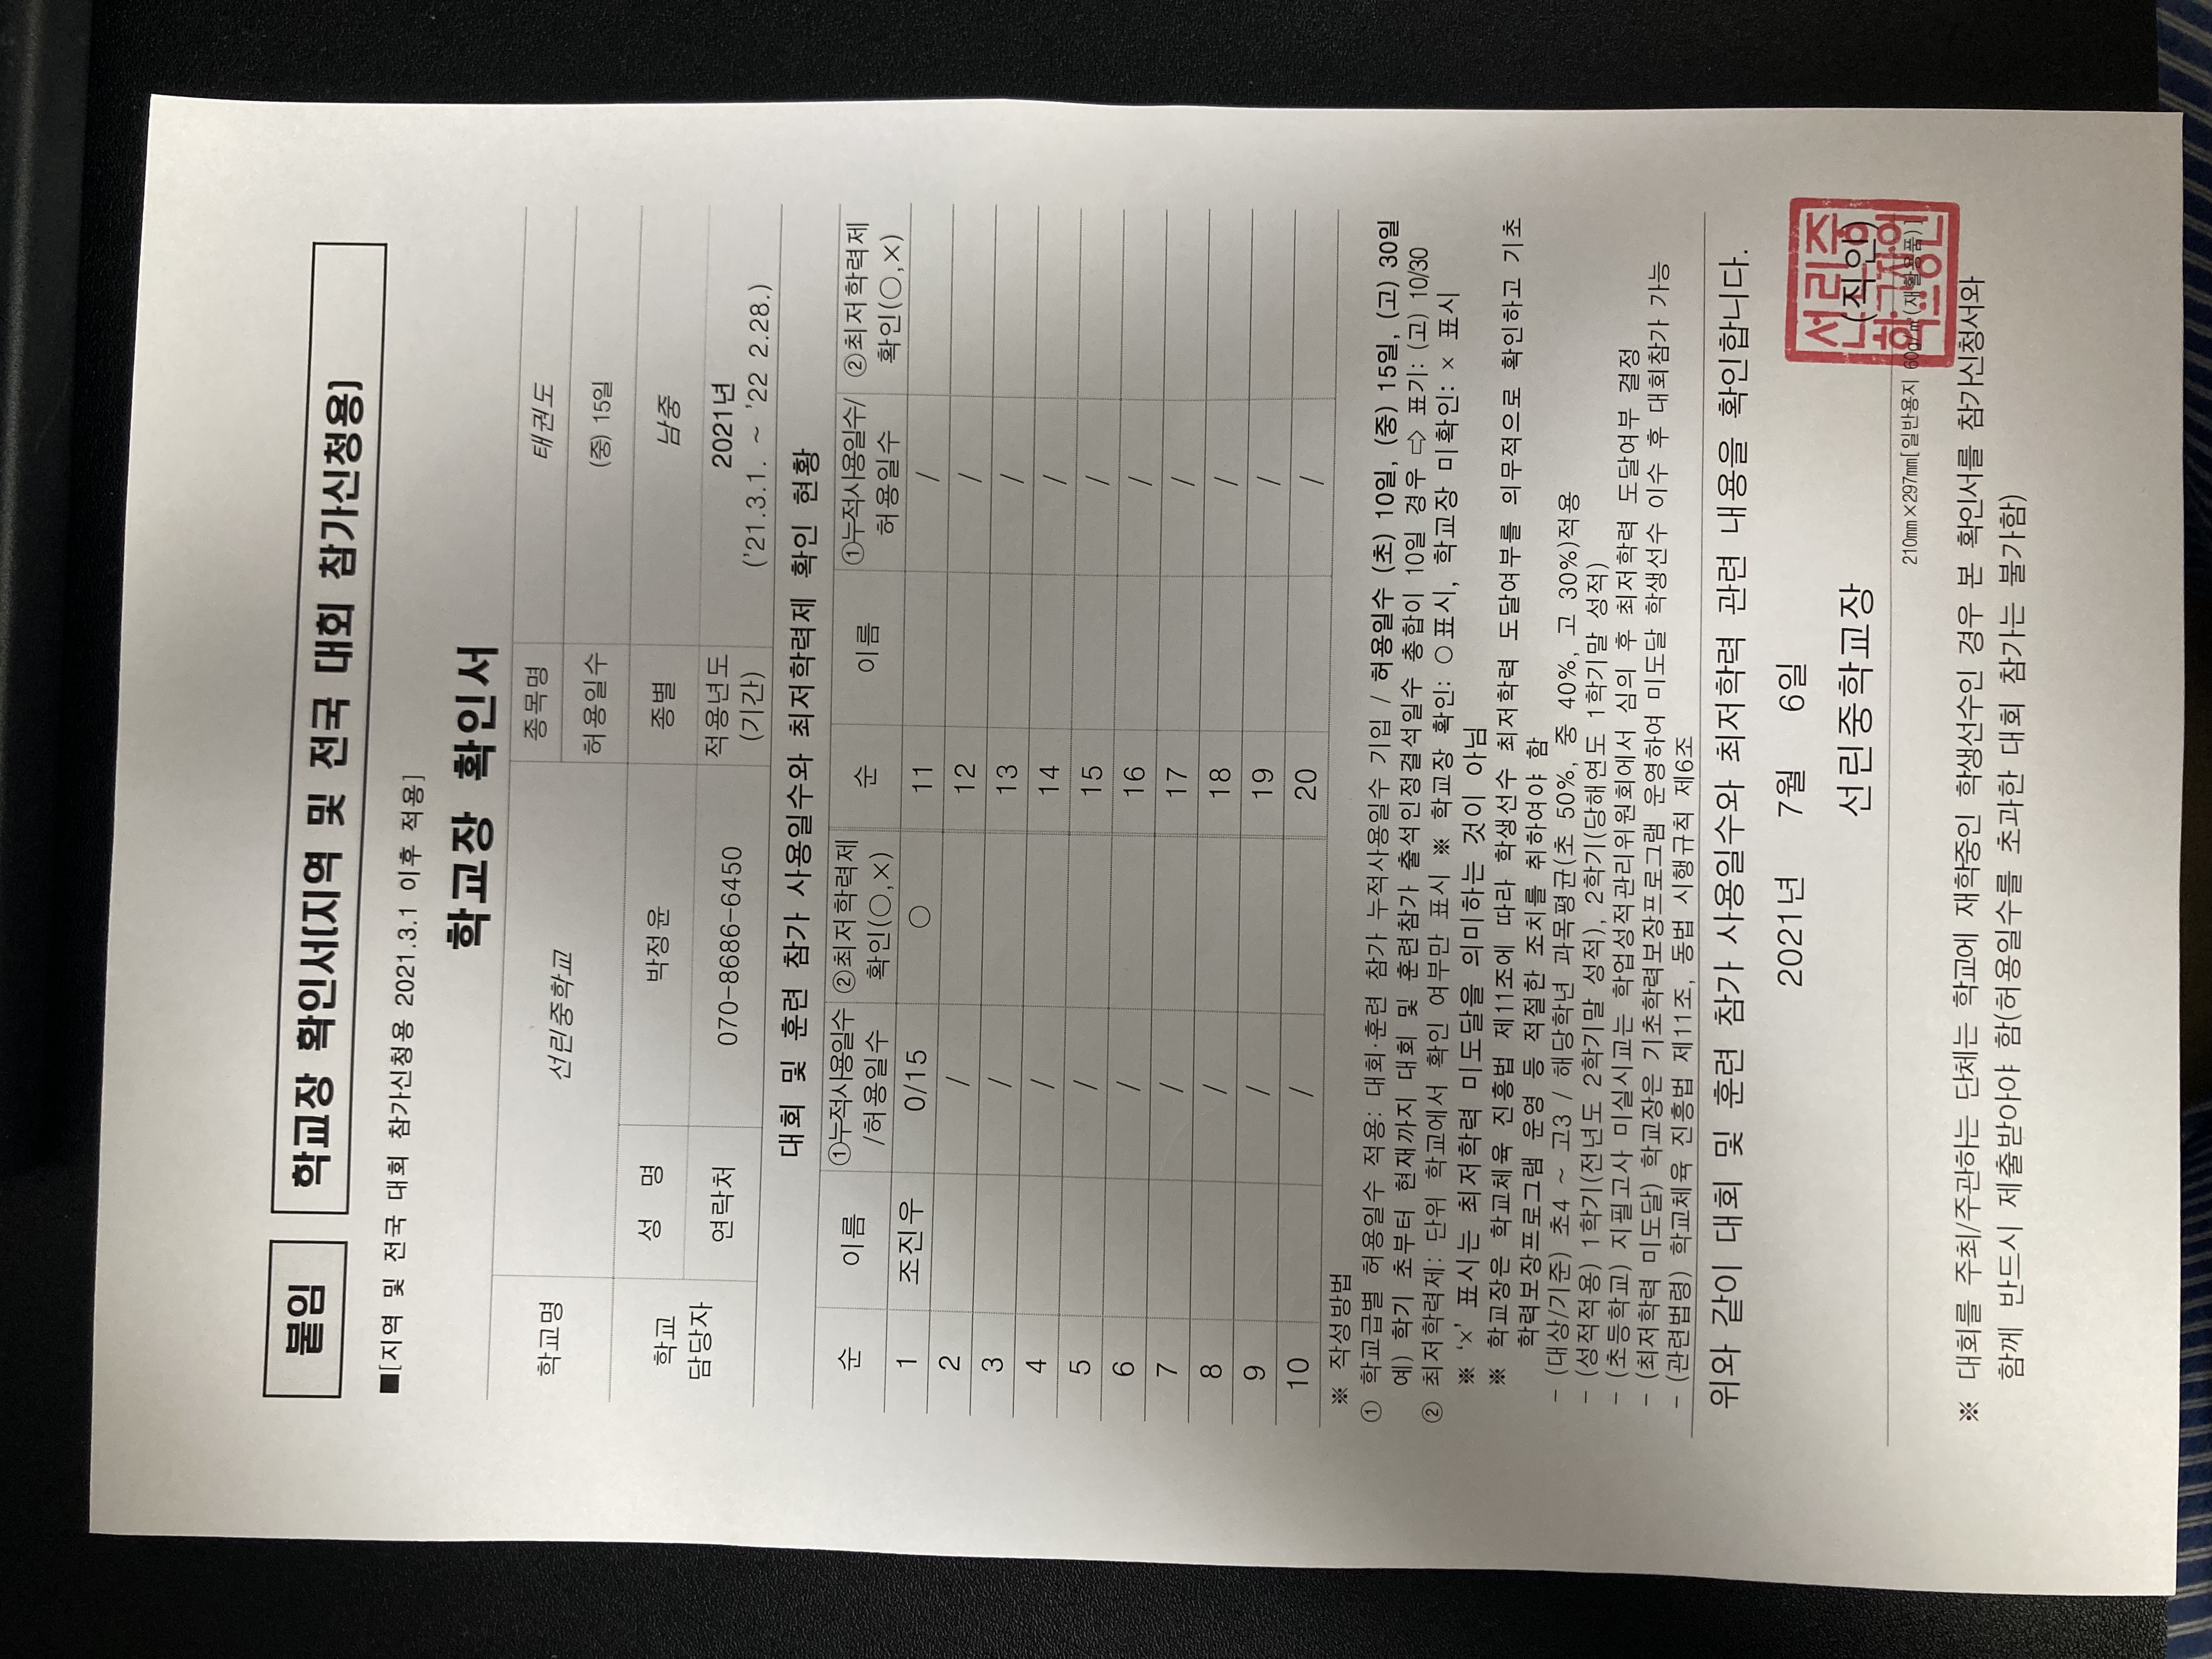 붙임
학교장 확인서[지역 및 전국 대회 참가신청용]
■[지역 및 전국 대회 참가신청용 2021.3.1 이후 적용]
학교장 확인서
학교명 선린중학교 종목명 태권도
허용일수 (중) 15일
학교 담당자 성 명 박정윤 종별 남중
연락처 070-8686-6450 적용년도 (기간) 2021년 ('21.3.1. ~ '22 2.28.)
대회 및 훈련 참가 사용일수와 최저학력제 확인 현황
순 이름 ①누적사용일수/허용일수 ②최저학력제 확인(○,×) 순 이름 ①누적사용일수/허용일수 ②최저학력제 확인(○,×)
1 조진우 0/15 ○ 11 /
2 / 12 /
3 / 13 /
4 / 14 /
5 / 15 /
6 / 16 /
7 / 17 /
8 / 18 /
9 / 19 /
10 / 20 /
※ 작성방법
① 학교급별 허용일수 적용: 대회·훈련 참가 누적사용일수 기입 / 허용일수 (초) 10일, (중) 15일, (고) 30일
예) 학기 초부터 현재까지 대회 및 훈련참가 출석인정결석일수 총합이 10일 경우 ⇨ 표기: (고) 10/30
② 최저학력제: 단위 학교에서 확인 여부만 표시 ※ 학교장 확인: ○ 표시, 학교장 미확인: × 표시
※ '×' 표시는 최저학력 미도달을 의미하는 것이 아님
※ 학교장은 학교체육 진흥법 제11조에 따라 학생선수 최저학력 도달여부를 의무적으로 확인하고 기초
학력보장프로그램 운영 등 적절한 조치를 취하여야 함
- (대상/기준) 초4 ~ 고3 / 해당학년 과목평균(초 50%, 중 40%, 고 30%)적용
- (성적적용) 1학기(전년도 2학기말 성적), 2학기(당해연도 1학기말 성적)
- (초등학교) 지필고사 미실시교는 학업성적관리위원회에서 심의 후 최저학력 도달여부 결정
- (최저학력 미도달) 학교장은 기초학력보장프로그램 운영하여 미도달 학생선수 이수 후 대회참가 가능
- (관련법령) 학교체육 진흥법 제11조, 동법 시행규칙 제6조
위와 같이 대회 및 훈련 참가 사용일수와 최저학력 관련 내용을 확인합니다.
2021년 7월 6일
선린중학교장 (직인)
선린중
학교장
의인
210mm×297mm[일반용지 60g/㎡(재활용품)]
※ 대회를 주최/주관하는 단체는 학교에 재학중인 학생선수인 경우 본 확인서를 참가신청서와
함께 반드시 제출받아야 함(허용일수를 초과한 대회 참가는 불가함)